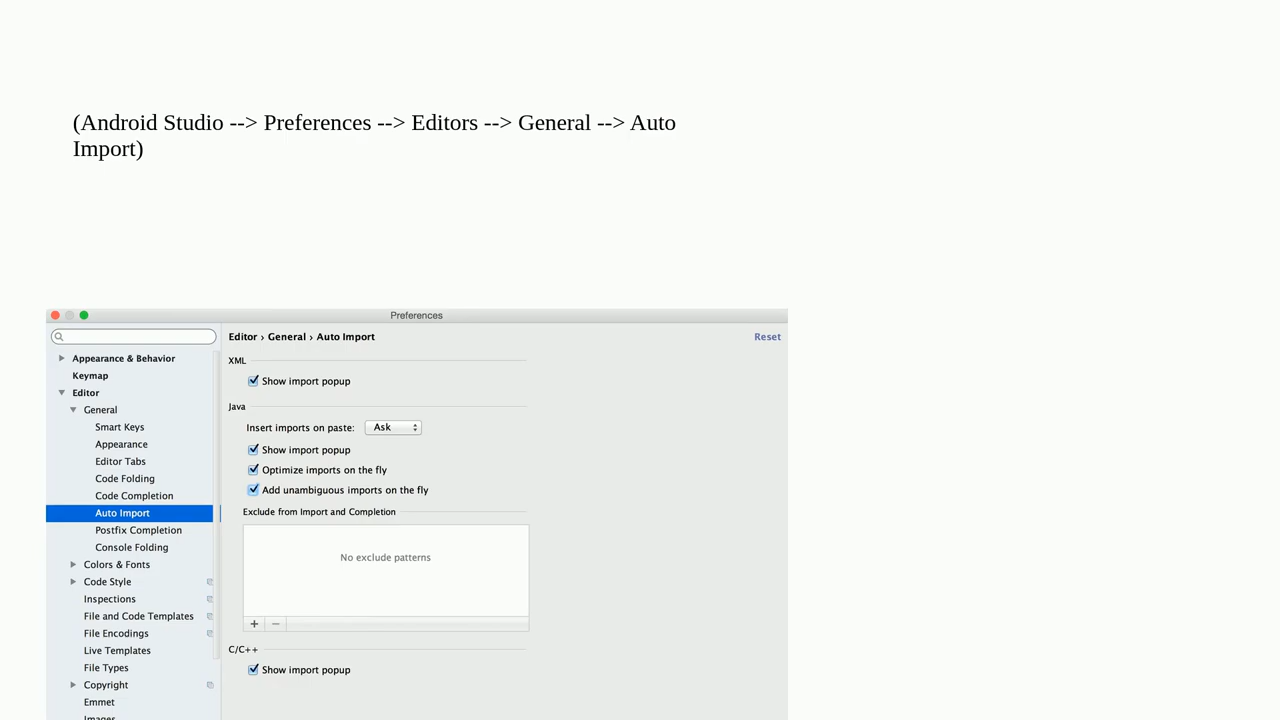 (Android Studio --> Preferences --> Editors --> General --> Auto
Import)
Preferences
Appearance & Behavior
Keymap
Editor
General
Smart Keys
Appearance
Editor Tabs
Code Folding
Code Completion
Auto Import
Postfix Completion
Console Folding
Colors & Fonts
Code Style
Inspections
File and Code Templates
File Encodings
Live Templates
File Types
Copyright
Emmet
Images
Editor › General › Auto Import
Reset
XML
Show import popup
Java
Insert imports on paste: Ask
Show import popup
Optimize imports on the fly
Add unambiguous imports on the fly
Exclude from Import and Completion
No exclude patterns
C/C++
Show import popup